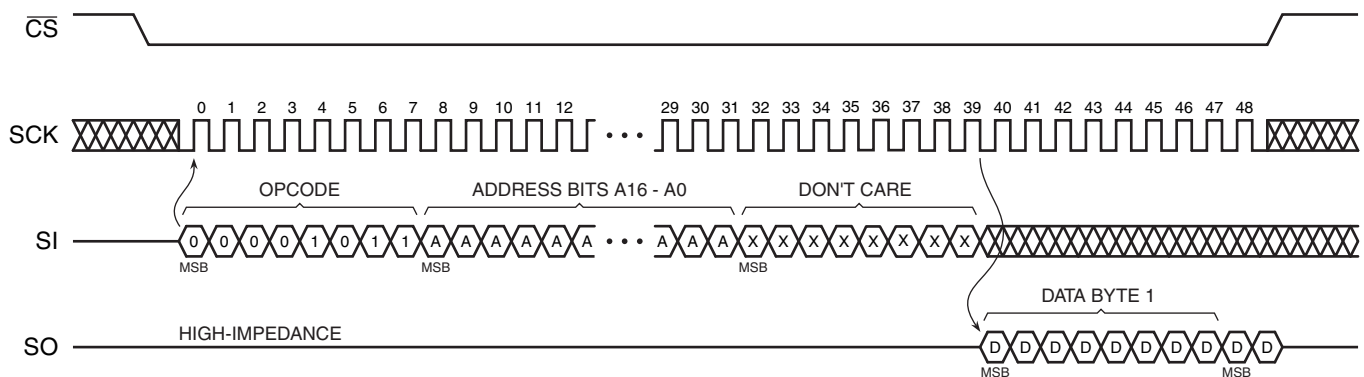 CS
0 1 2 3 4 5 6 7 8 9 10 11 12 29 30 31 32 33 34 35 36 37 38 39 40 41 42 43 44 45 46 47 48
SCK
OPCODE ADDRESS BITS A16 - A0 DON'T CARE
SI 0 0 0 0 1 0 1 1 A A A A A A A A A X X X X X X X X
MSB MSB MSB
DATA BYTE 1
HIGH-IMPEDANCE
SO D D D D D D D D D D
MSB MSB